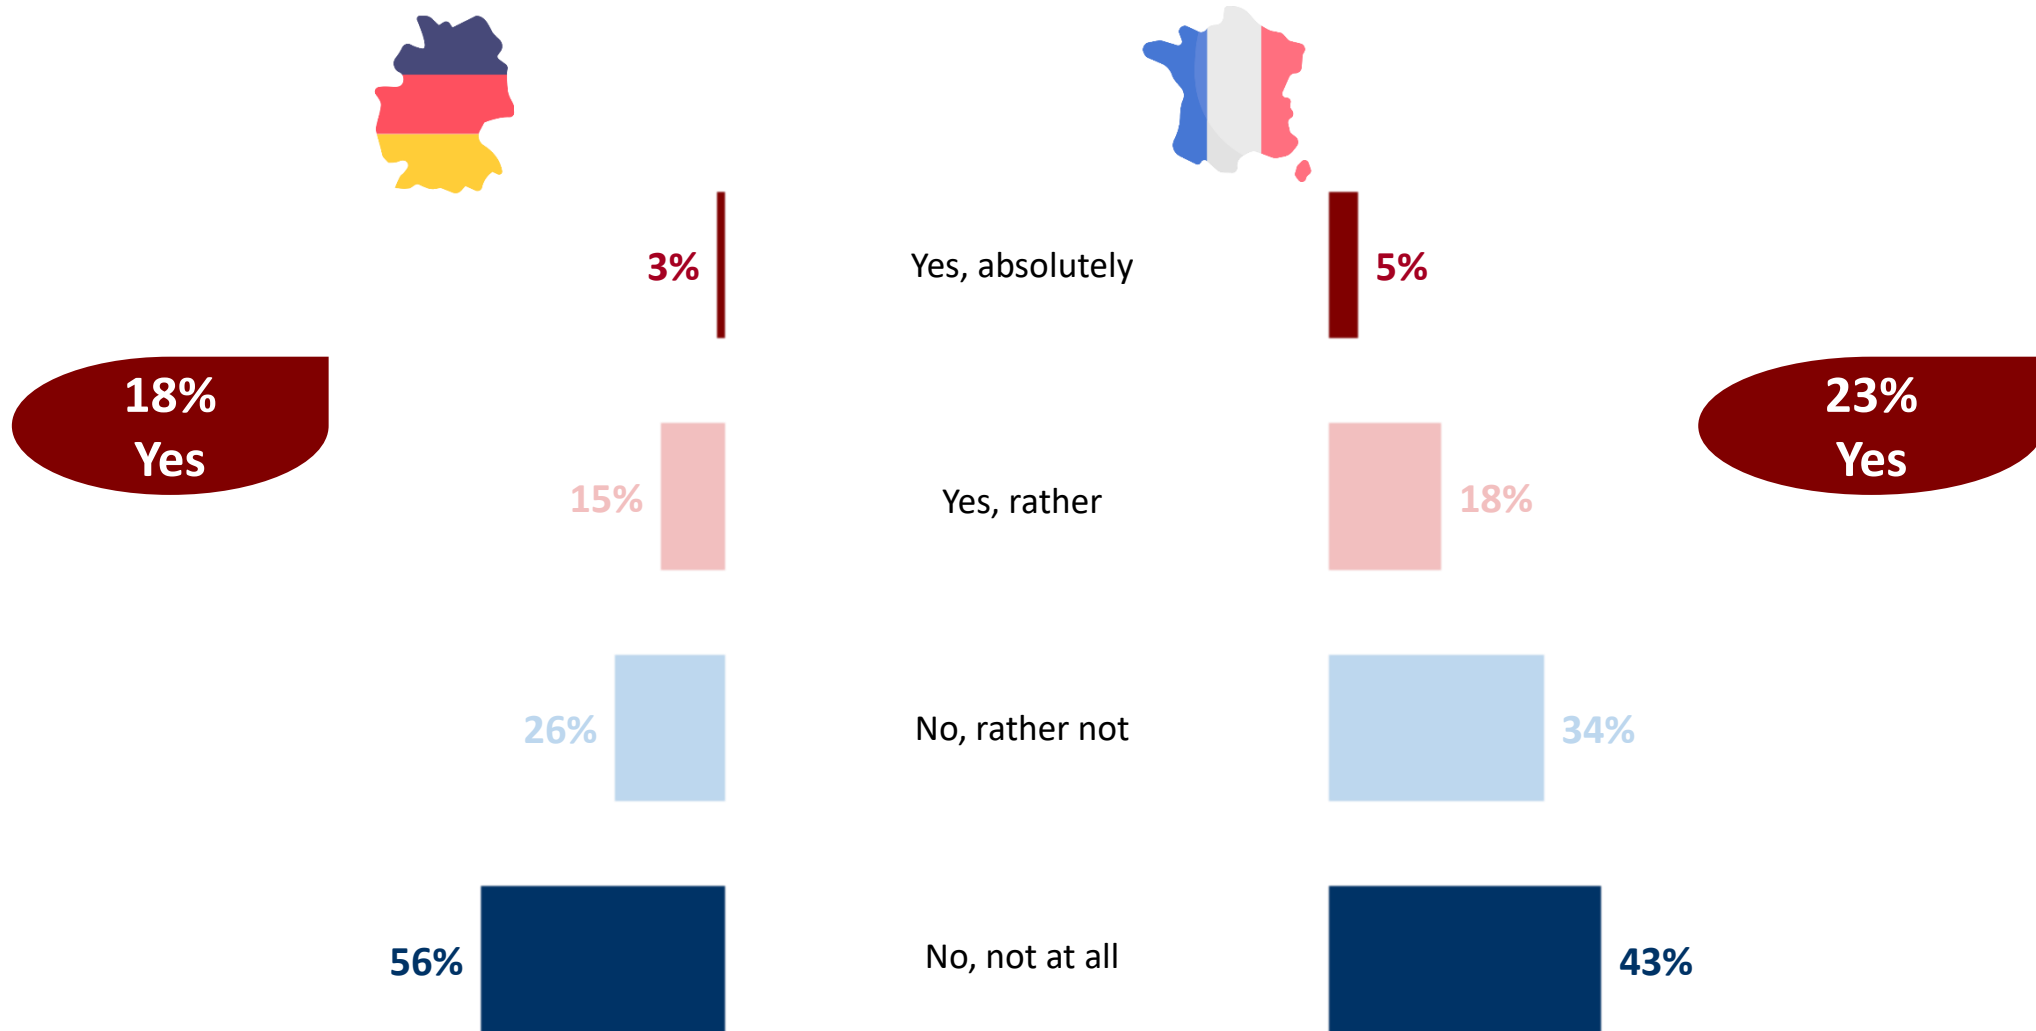 3%
Yes, absolutely
5%
18%
Yes
23%
Yes
15%
Yes, rather
18%
26%
No, rather not
34%
56%
No, not at all
43%